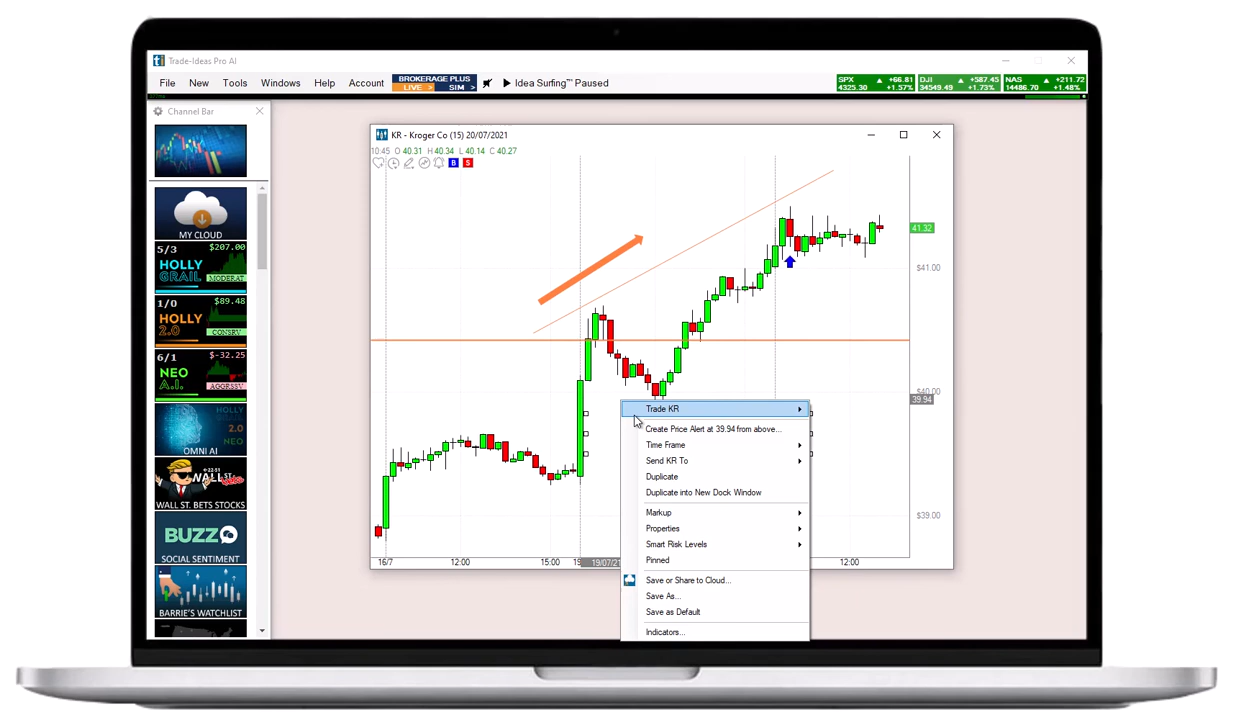 Trade-Ideas Pro AI
File New Tools Windows Help Account BROKERAGE PLUS LIVE > SIM > Idea Surfing™ Paused
SPX +66.81 DJI +587.45 NAS +211.72
4325.30 +1.57% 34549.49 +1.73% 14486.70 +1.48%
Channel Bar
MY CLOUD
5/3 $207.00
HOLLY
GRAIL MODERAT
1/0 $89.48
HOLLY
2.0 CONSRV
6/1 $-32.25
NEO
A.I. AGGRSSV
HOLLY
2.0
NEO
OMNI AI
WALL ST.
WALL ST. BETS STOCKS
BUZZ
SOCIAL SENTIMENT
BARRIE'S WATCHLIST
KR - Kroger Co (15) 20/07/2021
10:45 O 40.31 H 40.34 L 40.14 C 40.27
B S
41.32
$41.00
$40.00
39.94
$39.00
16/7 12:00 15:00 19/07/21 12:00
Trade KR
Create Price Alert at 39.94 from above...
Time Frame
Send KR To
Duplicate
Duplicate into New Dock Window
Markup
Properties
Smart Risk Levels
Pinned
Save or Share to Cloud...
Save As...
Save as Default
Indicators...